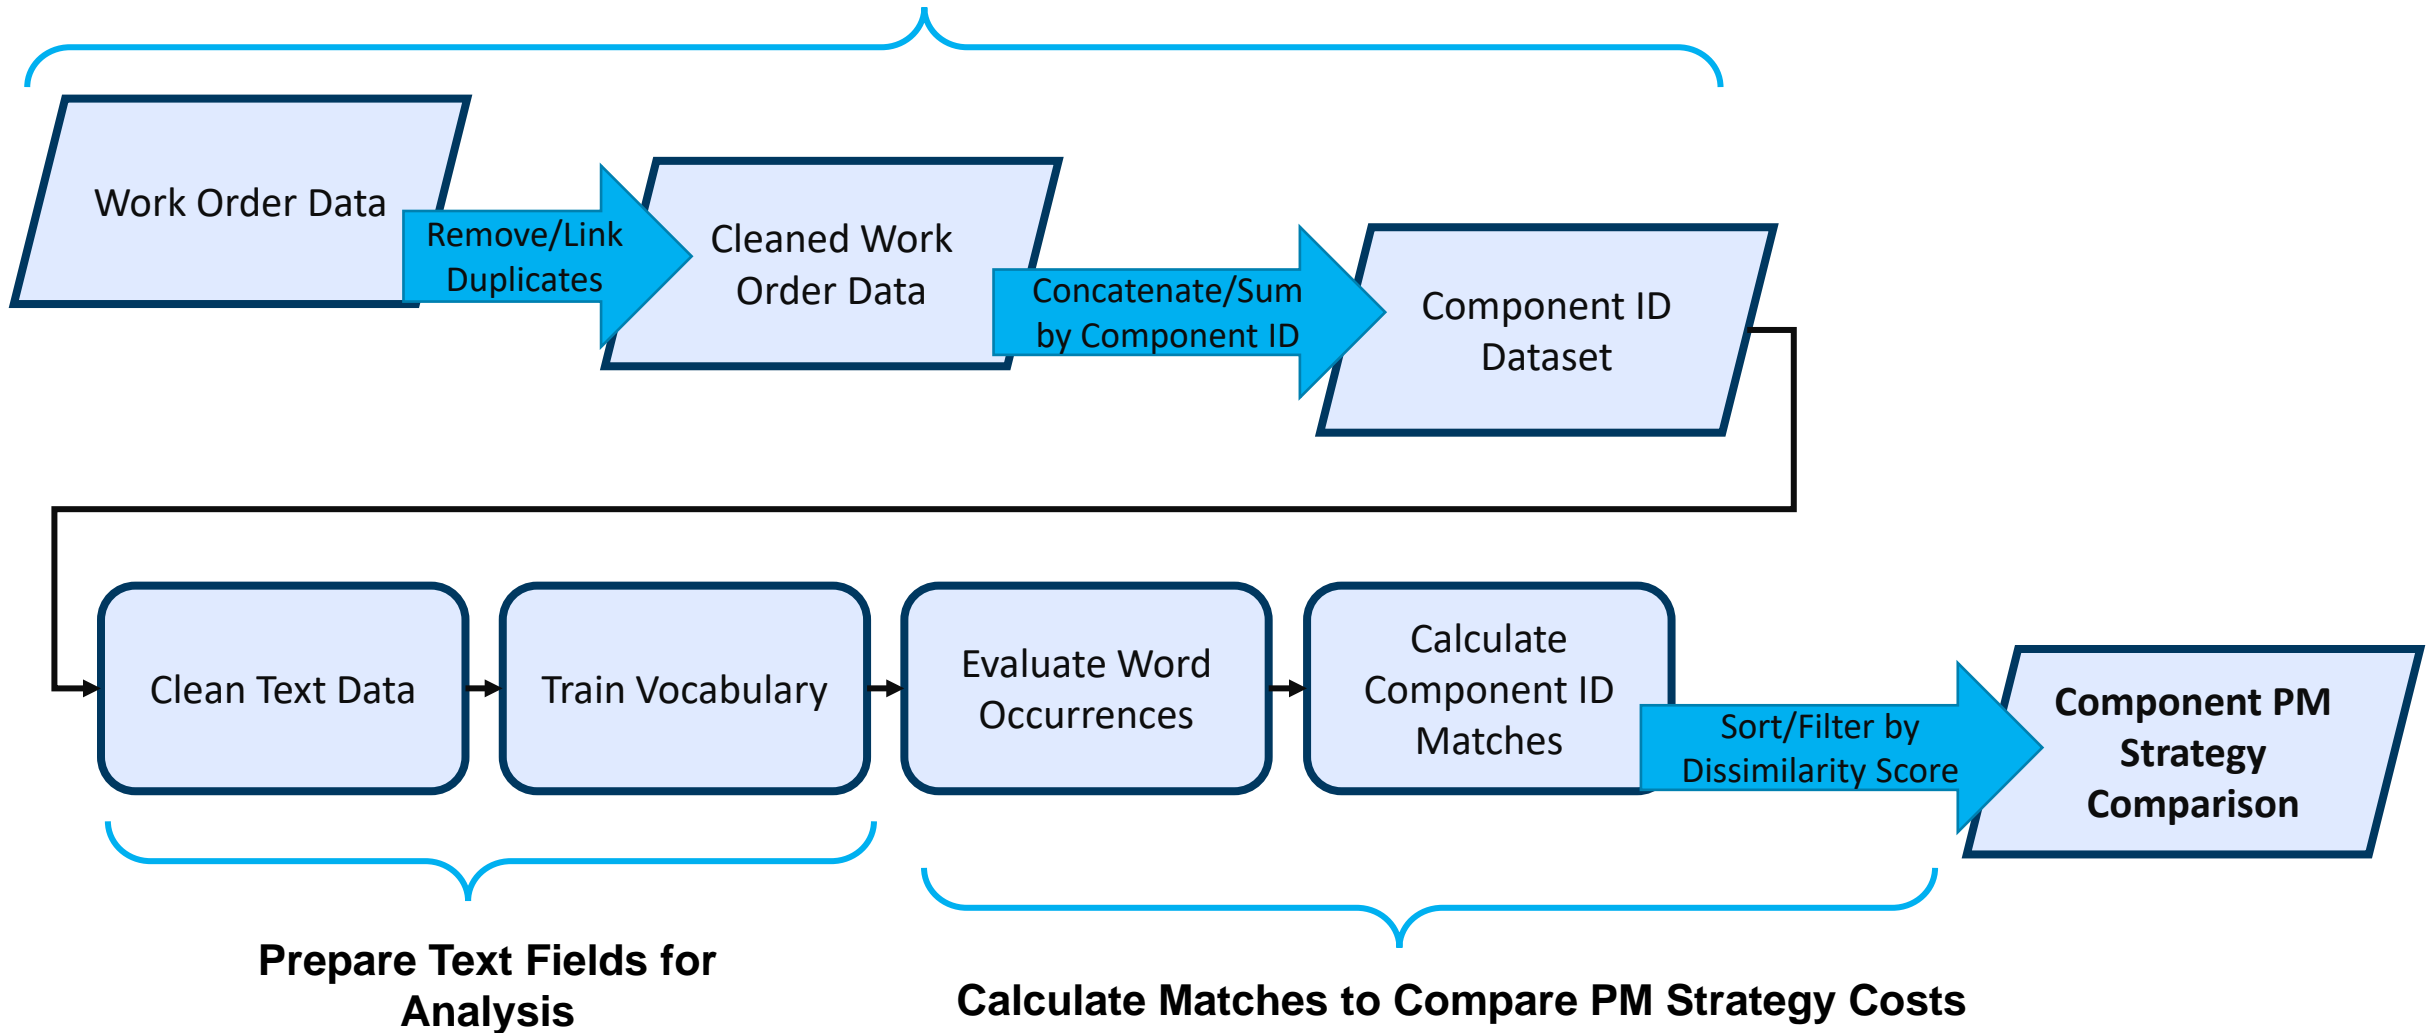 Work Order Data
Remove/Link
Duplicates
Cleaned Work
Order Data
Concatenate/Sum
by Component ID
Component ID
Dataset
Clean Text Data
Train Vocabulary
Evaluate Word
Occurrences
Calculate
Component ID
Matches
Sort/Filter by
Dissimilarity Score
Component PM
Strategy
Comparison
Prepare Text Fields for
Analysis
Calculate Matches to Compare PM Strategy Costs